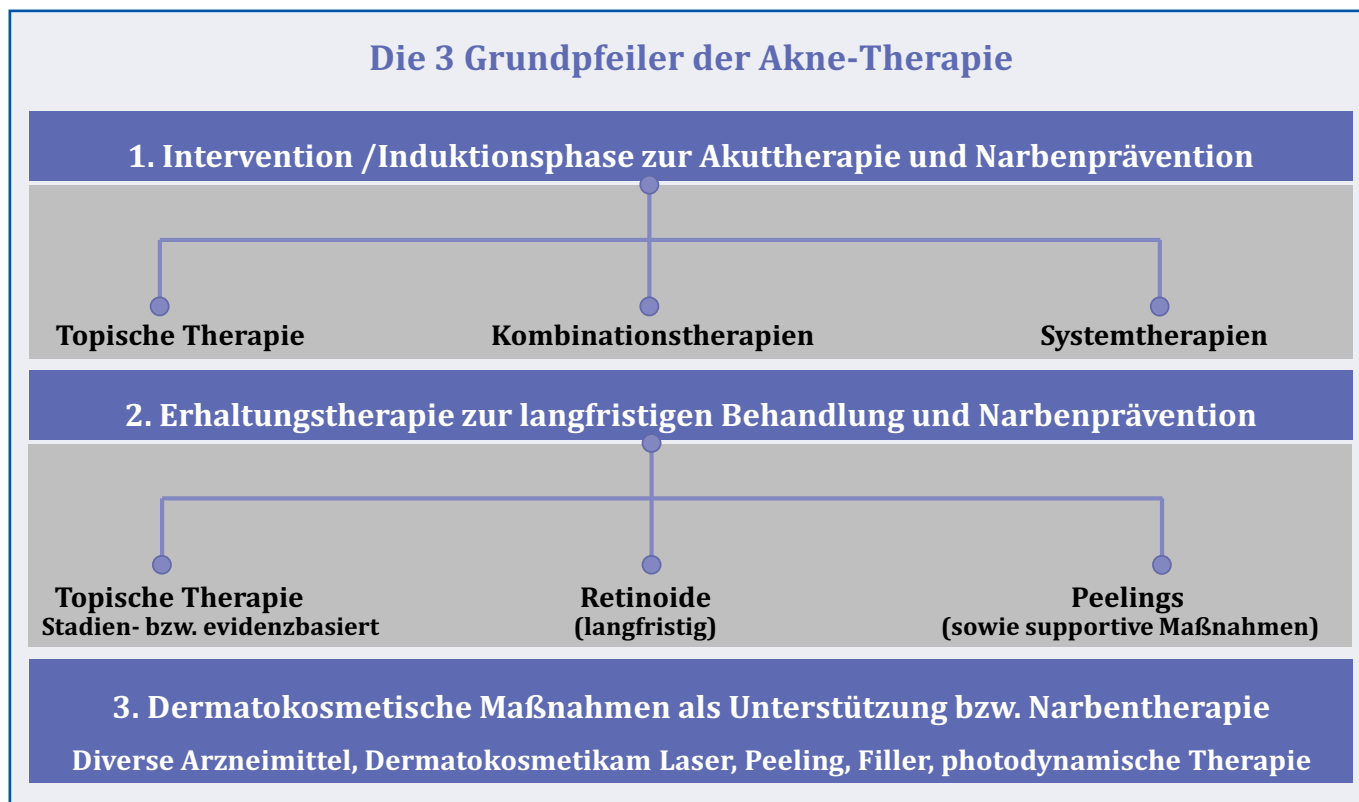 Die 3 Grundpfeiler der Akne-Therapie
1. Intervention /Induktionsphase zur Akuttherapie und Narbenprävention
Topische Therapie
Kombinationstherapien
Systemtherapien
2. Erhaltungstherapie zur langfristigen Behandlung und Narbenprävention
Topische Therapie
Stadien- bzw. evidenzbasiert
Retinoide
(langfristig)
Peelings
(sowie supportive Maßnahmen)
3. Dermatokosmetische Maßnahmen als Unterstützung bzw. Narbentherapie
Diverse Arzneimittel, Dermatokosmetikam Laser, Peeling, Filler, photodynamische Therapie